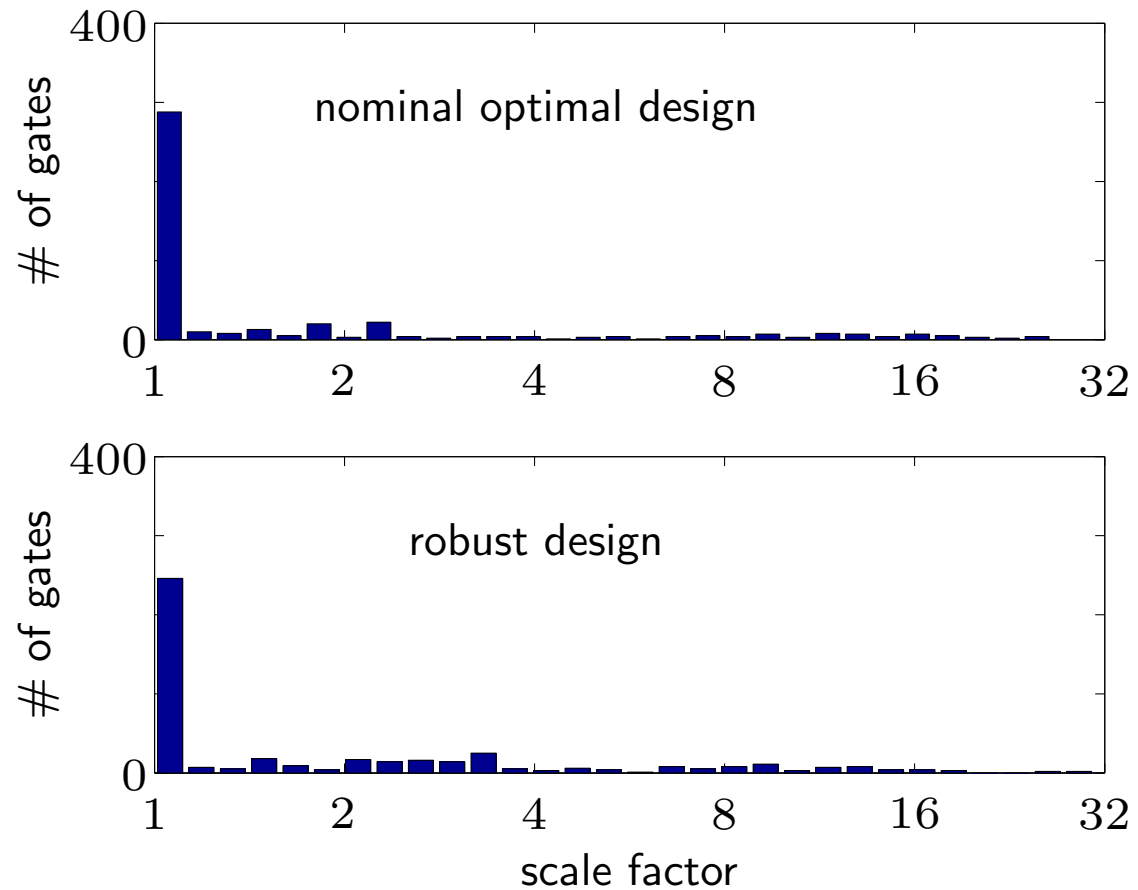 400
# of gates
nominal optimal design
0
1 2 4 8 16 32
400
# of gates
robust design
0
1 2 4 8 16 32
scale factor